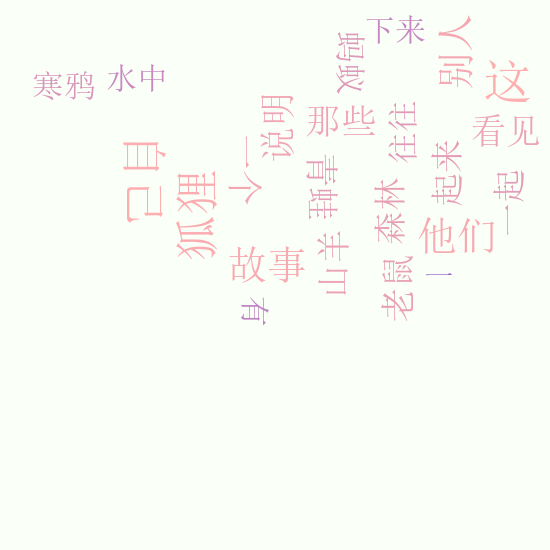 下来
别人
蚂蚁
这
水中
寒鸦
说明
那些
往往
看见
自己
一个
青蛙
起来
狐狸
森林
一起
他们
故事
山羊
老鼠
一
有